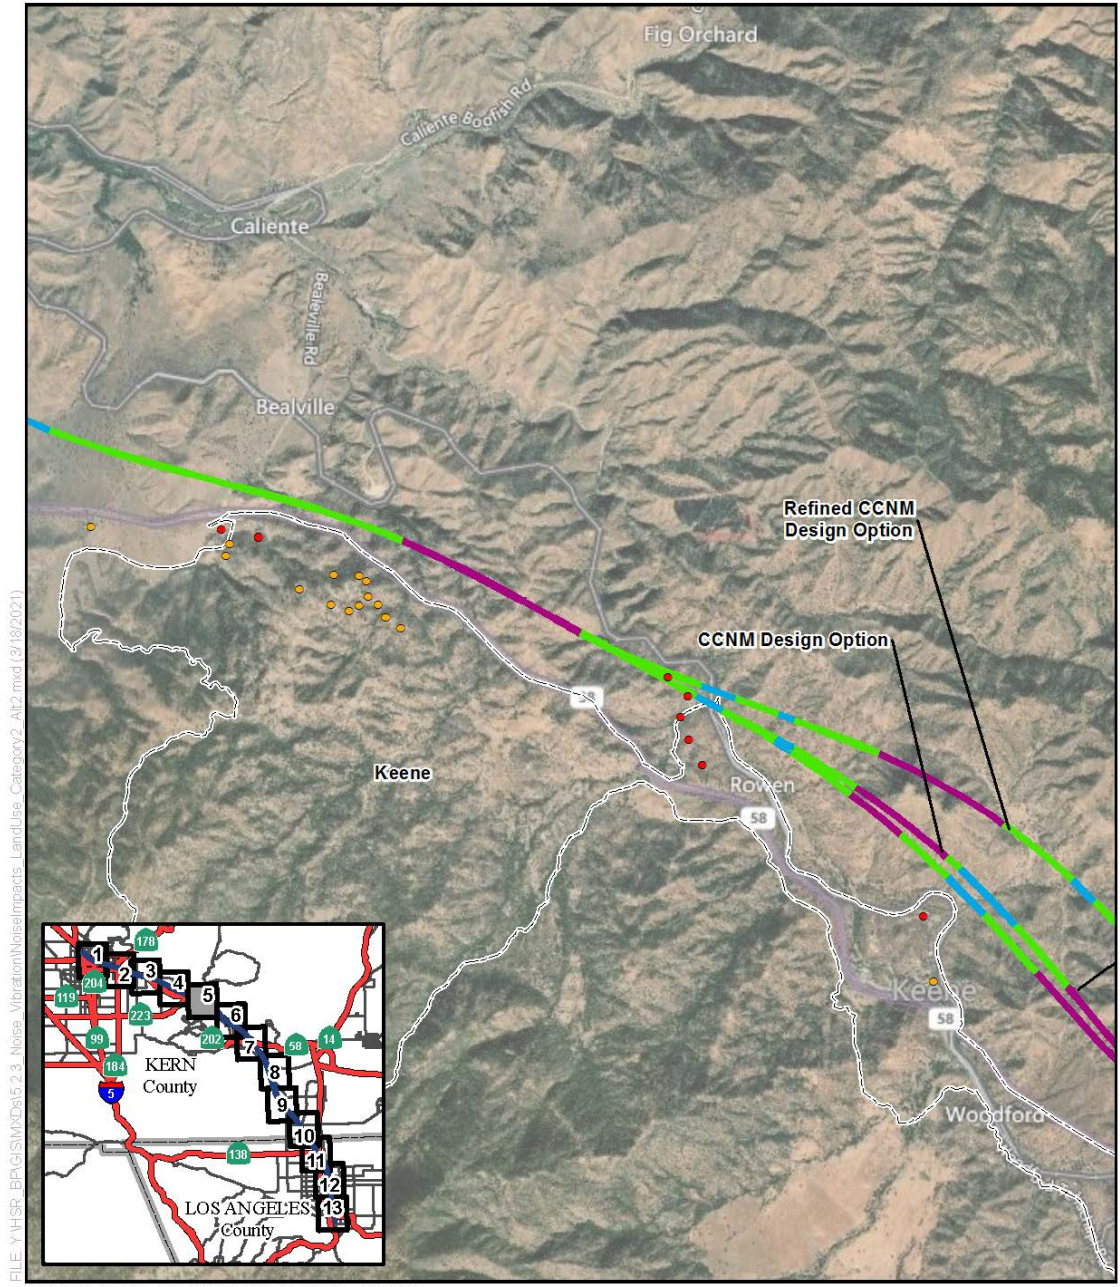 Fig Orchard
Caliente Boofish Rd
Caliente
Bealeville Rd
Bealville
Refined CCNM
Design Option
CCNM Design Option
58
Keene
Rowen
58
Keene
58
Woodford
178
1
2
3
4
5
6
7
8
9
10
11
12
13
204
119
223
99
184
202
58
14
5
138
KERN
County
LOS ANGELES
County
FILE: Y:\HSR_BP\GIS\MXDs\5.2.3_Noise_Vibration\NoiseImpacts_LandUse_Category2_Alt2.mxd (3/18/2021)